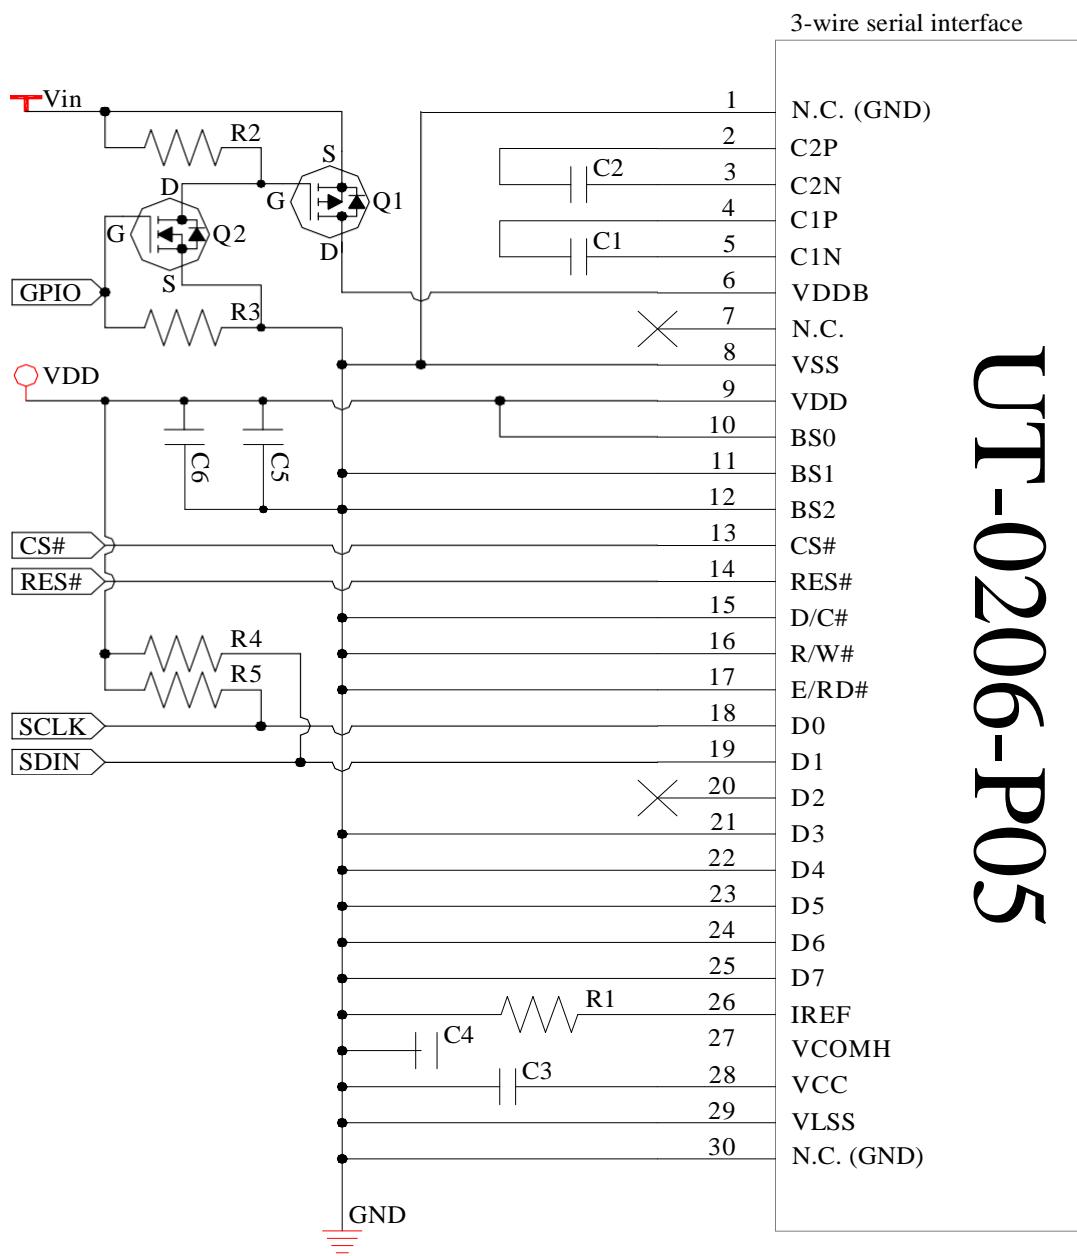 3-wire serial interface
Vin
R2
S
G
Q1
D
D
G
Q2
S
GPIO
R3
VDD
C6
C5
CS#
RES#
R4
R5
SCLK
SDIN
1 N.C. (GND)
2 C2P
C2
3 C2N
4 C1P
C1
5 C1N
6 VDDB
7 N.C.
8 VSS
9 VDD
10 BS0
11 BS1
12 BS2
13 CS#
14 RES#
15 D/C#
16 R/W#
17 E/RD#
18 D0
19 D1
20 D2
21 D3
22 D4
23 D5
24 D6
25 D7
R1 26 IREF
C4 27 VCOMH
C3 28 VCC
29 VLSS
30 N.C. (GND)
GND
UT-0206-P05